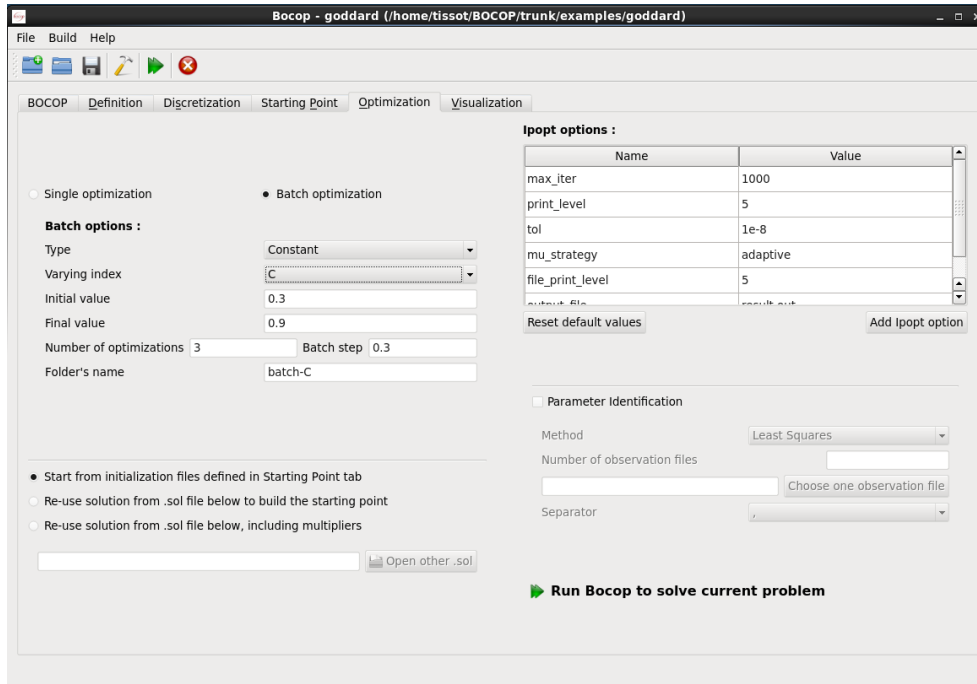 Bocop - goddard (/home/tissot/BOCOP/trunk/examples/goddard)
File Build Help
BOCOP Definition Discretization Starting Point Optimization Visualization
Single optimization Batch optimization
Batch options :
Type Constant
Varying index C
Initial value 0.3
Final value 0.9
Number of optimizations 3 Batch step 0.3
Folder's name batch-C
Start from initialization files defined in Starting Point tab
Re-use solution from .sol file below to build the starting point
Re-use solution from .sol file below, including multipliers
Open other .sol
Ipopt options :
Name Value
max_iter 1000
print_level 5
tol 1e-8
mu_strategy adaptive
file_print_level 5
output_file result.out
Reset default values Add Ipopt option
Parameter Identification
Method Least Squares
Number of observation files
Choose one observation file
Separator ,
Run Bocop to solve current problem